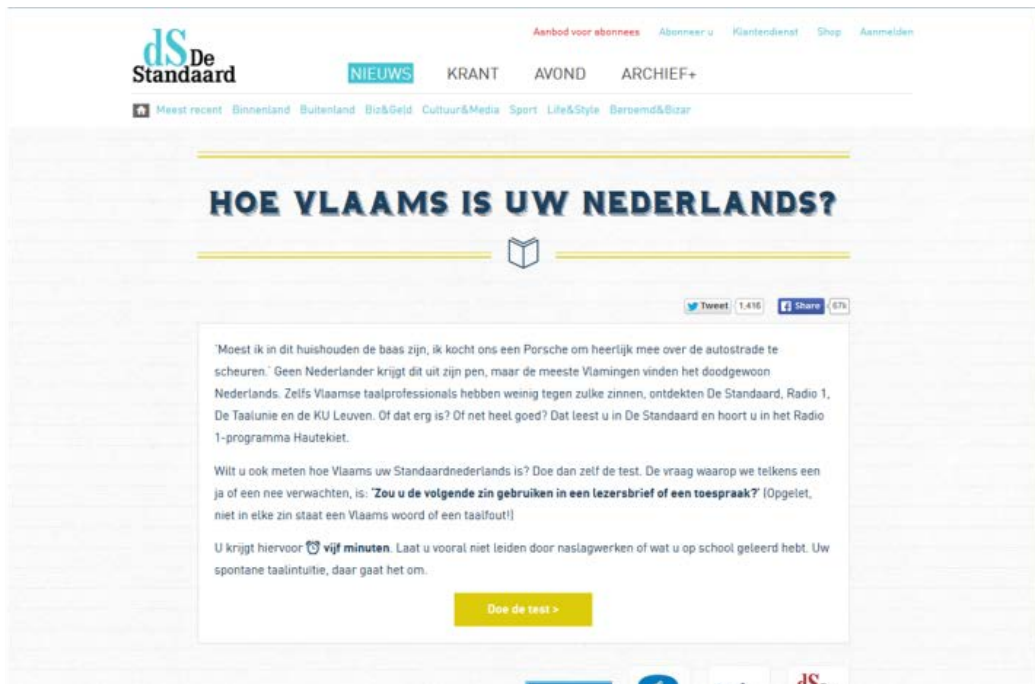 Aanbod voor abonnees Abonneer u Klantendienst Shop Aanmelden
dS De
Standaard
NIEUWS KRANT AVOND ARCHIEF+
Meest recent Binnenland Buitenland Biz&Geld Cultuur&Media Sport Life&Style Beroemd&Bizar
HOE VLAAMS IS UW NEDERLANDS?
Tweet 1,416 Share 67k
'Moest ik in dit huishouden de baas zijn, ik kocht ons een Porsche om heerlijk mee over de autostrade te
scheuren.' Geen Nederlander krijgt dit uit zijn pen, maar de meeste Vlamingen vinden het doodgewoon
Nederlands. Zelfs Vlaamse taalprofessionals hebben weinig tegen zulke zinnen, ontdekten De Standaard, Radio 1,
De Taalunie en de KU Leuven. Of dat erg is? Of net heel goed? Dat leest u in De Standaard en hoort u in het Radio
1-programma Hautekiet.
Wilt u ook meten hoe Vlaams uw Standaardnederlands is? Doe dan zelf de test. De vraag waarop we telkens een
ja of een nee verwachten, is: 'Zou u de volgende zin gebruiken in een lezersbrief of een toespraak?' (Opgelet,
niet in elke zin staat een Vlaams woord of een taalfout!)
U krijgt hiervoor vijf minuten. Laat u vooral niet leiden door naslagwerken of wat u op school geleerd hebt. Uw
spontane taalintuïtie, daar gaat het om.
Doe de test >
dS